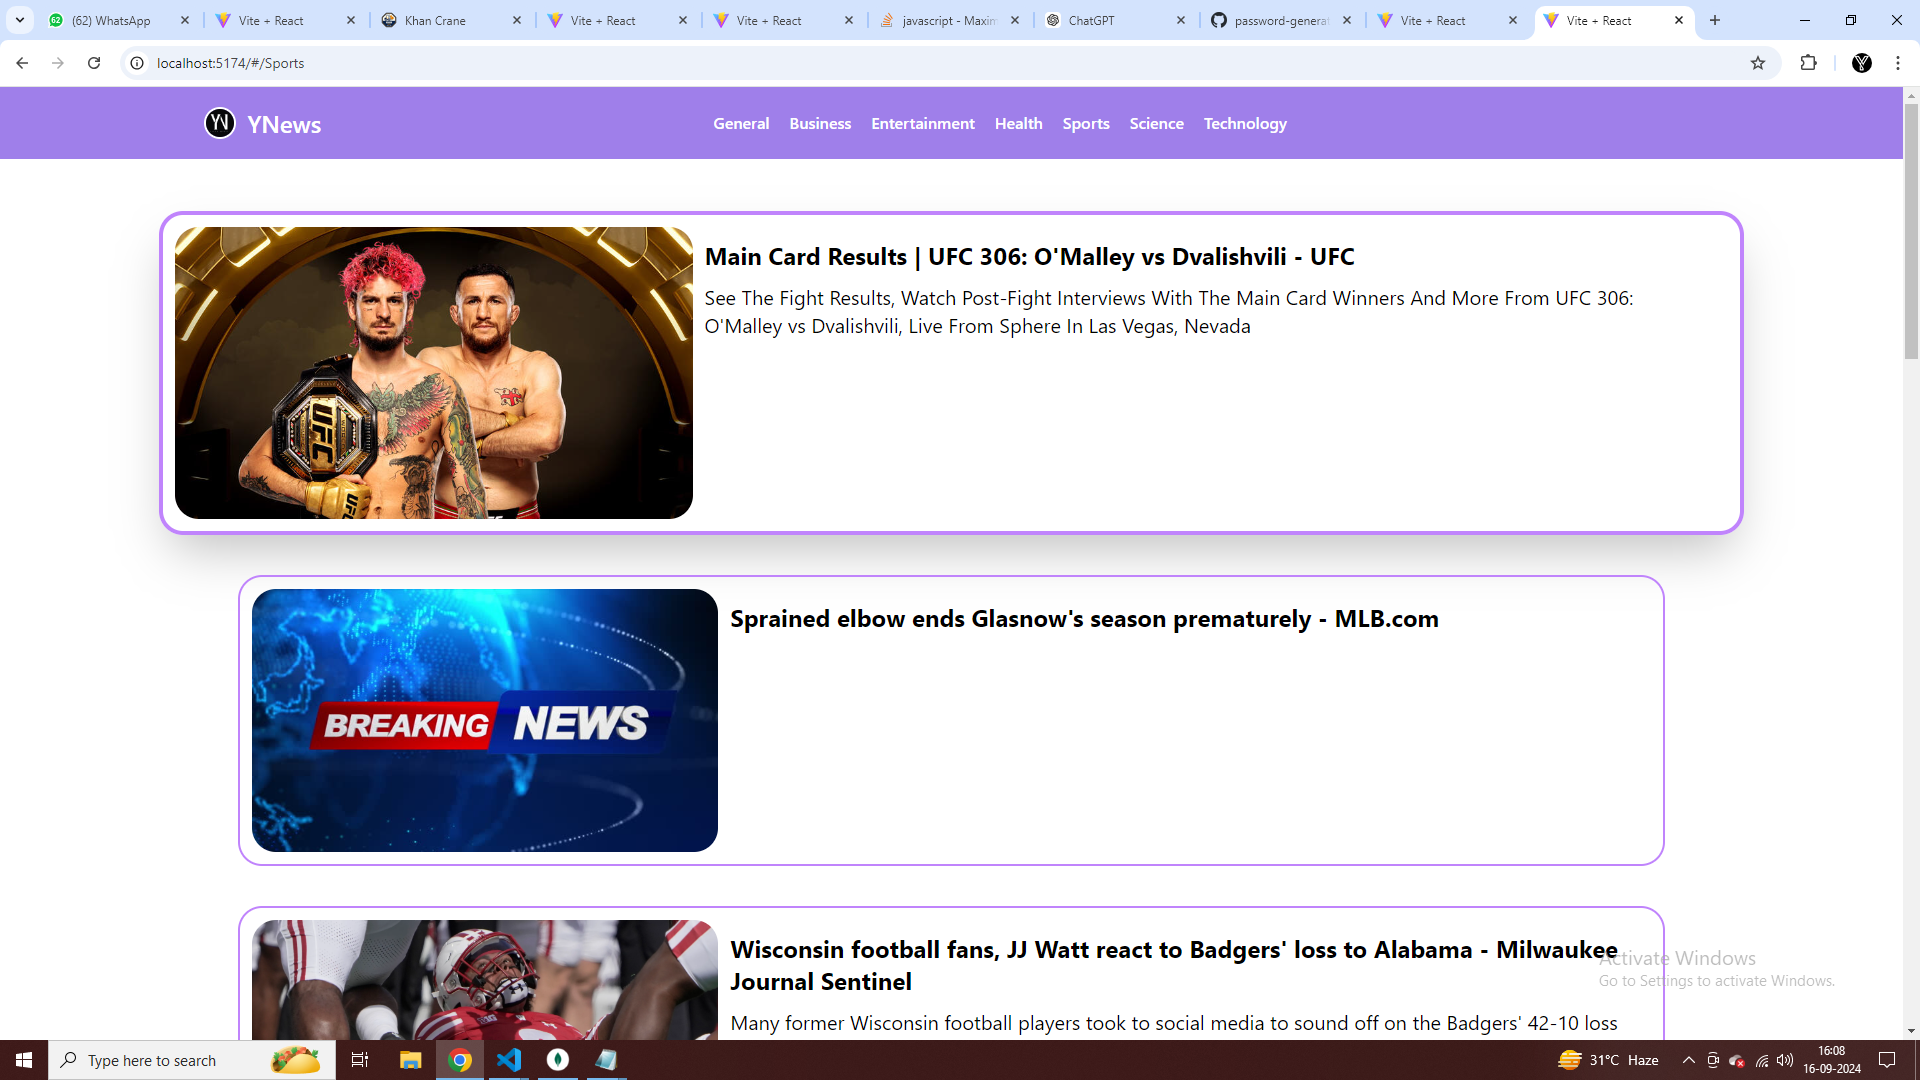 (62) WhatsApp
Vite + React
Khan Crane
Vite + React
Vite + React
javascript - Maxim
ChatGPT
password-generat
Vite + React
Vite + React
localhost:5174/#/Sports
YN YNews
General Business Entertainment Health Sports Science Technology
Main Card Results | UFC 306: O'Malley vs Dvalishvili - UFC
See The Fight Results, Watch Post-Fight Interviews With The Main Card Winners And More From UFC 306:
O'Malley vs Dvalishvili, Live From Sphere In Las Vegas, Nevada
UFC
UFC
Sprained elbow ends Glasnow's season prematurely - MLB.com
BREAKING NEWS
Wisconsin football fans, JJ Watt react to Badgers' loss to Alabama - Milwaukee
Journal Sentinel
Many former Wisconsin football players took to social media to sound off on the Badgers' 42-10 loss
Activate Windows
Go to Settings to activate Windows.
Type here to search
31°C Haze
16:08
16-09-2024